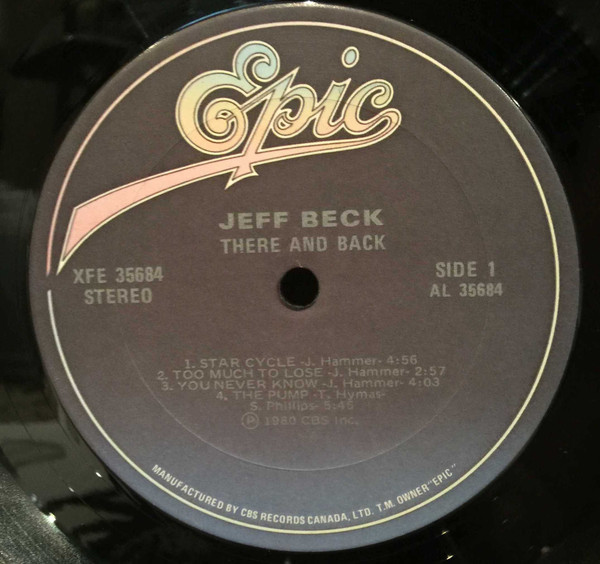 Epic
JEFF BECK
THERE AND BACK
XFE 35684
STEREO
SIDE 1
AL 35684
1. STAR CYCLE -J. Hammer- 4:56
2. TOO MUCH TO LOSE -J. Hammer- 2:57
3. YOU NEVER KNOW -J. Hammer- 4:03
4. THE PUMP -T. Hymas-
S. Phillips- 5:46
Ⓟ 1980 CBS Inc.
MANUFACTURED BY CBS RECORDS CANADA, LTD. T.M. OWNER "EPIC"